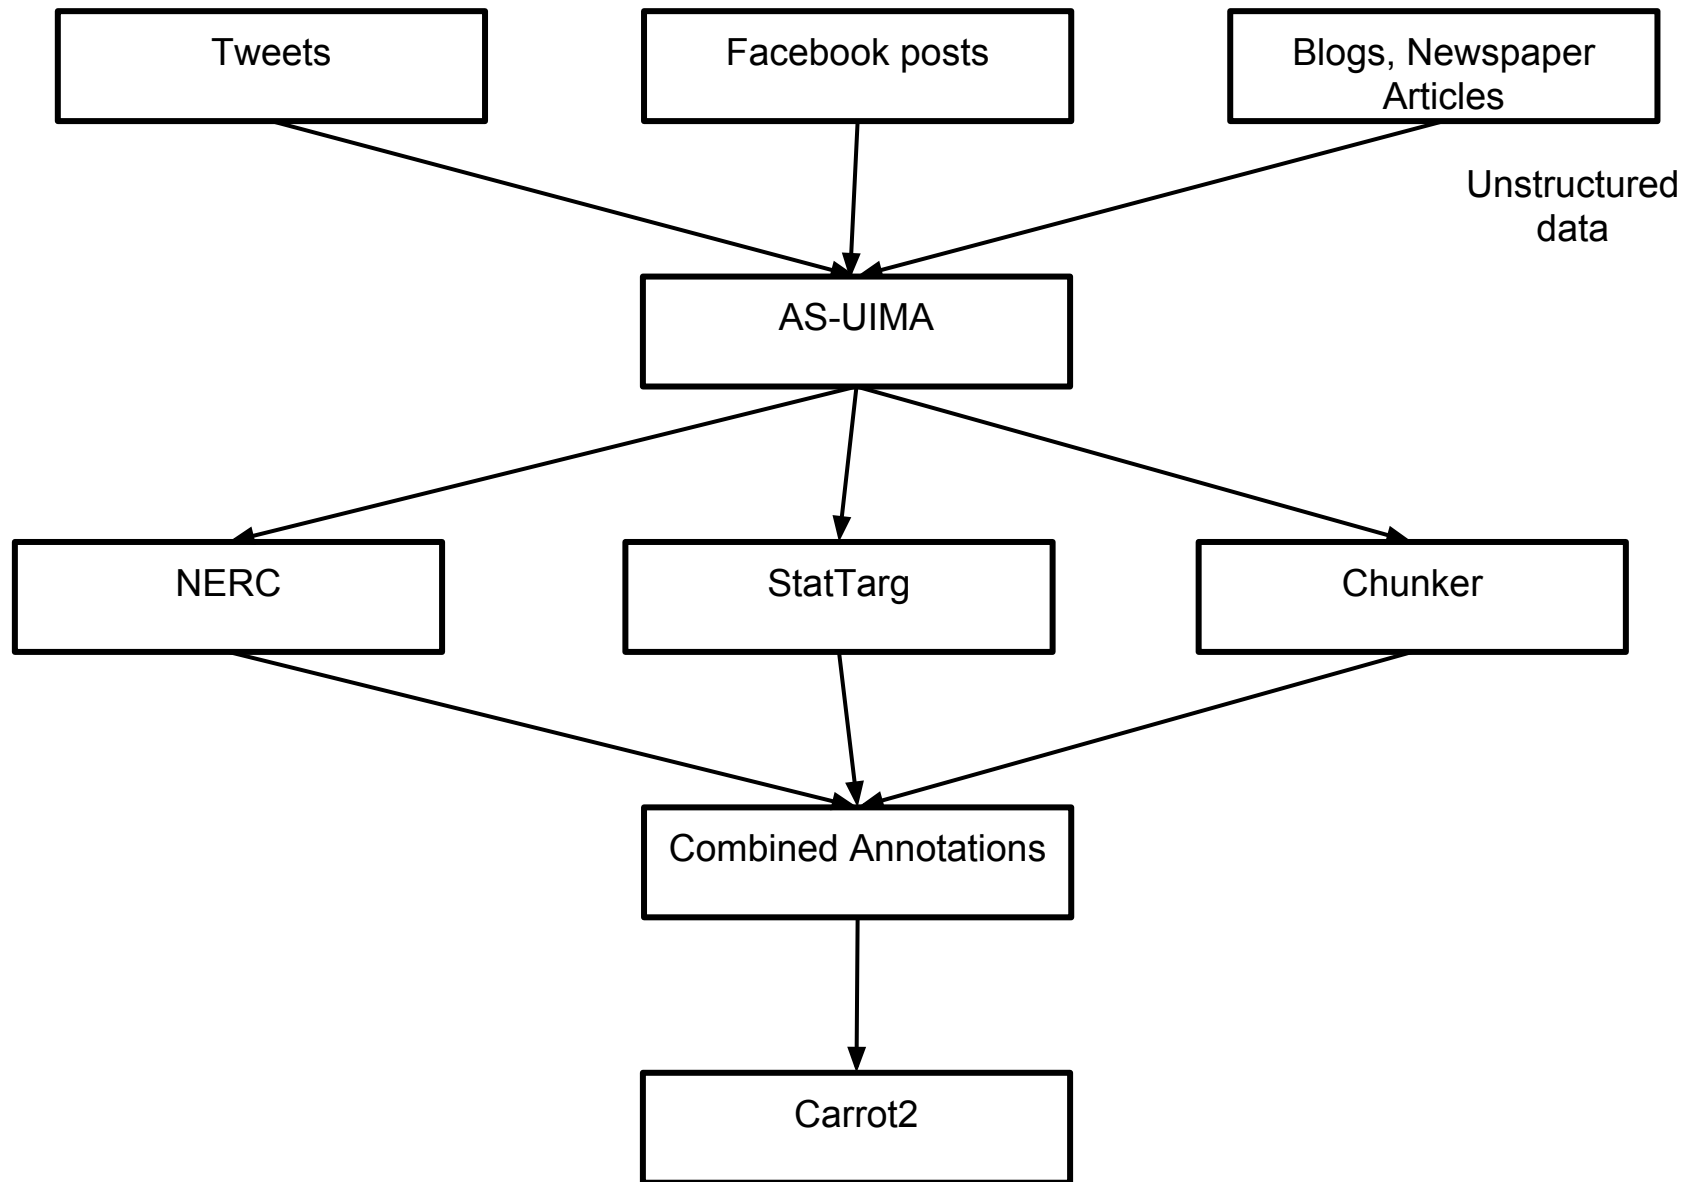 Tweets
Facebook posts
Blogs, Newspaper
Articles
Unstructured
data
AS-UIMA
NERC
StatTarg
Chunker
Combined Annotations
Carrot2